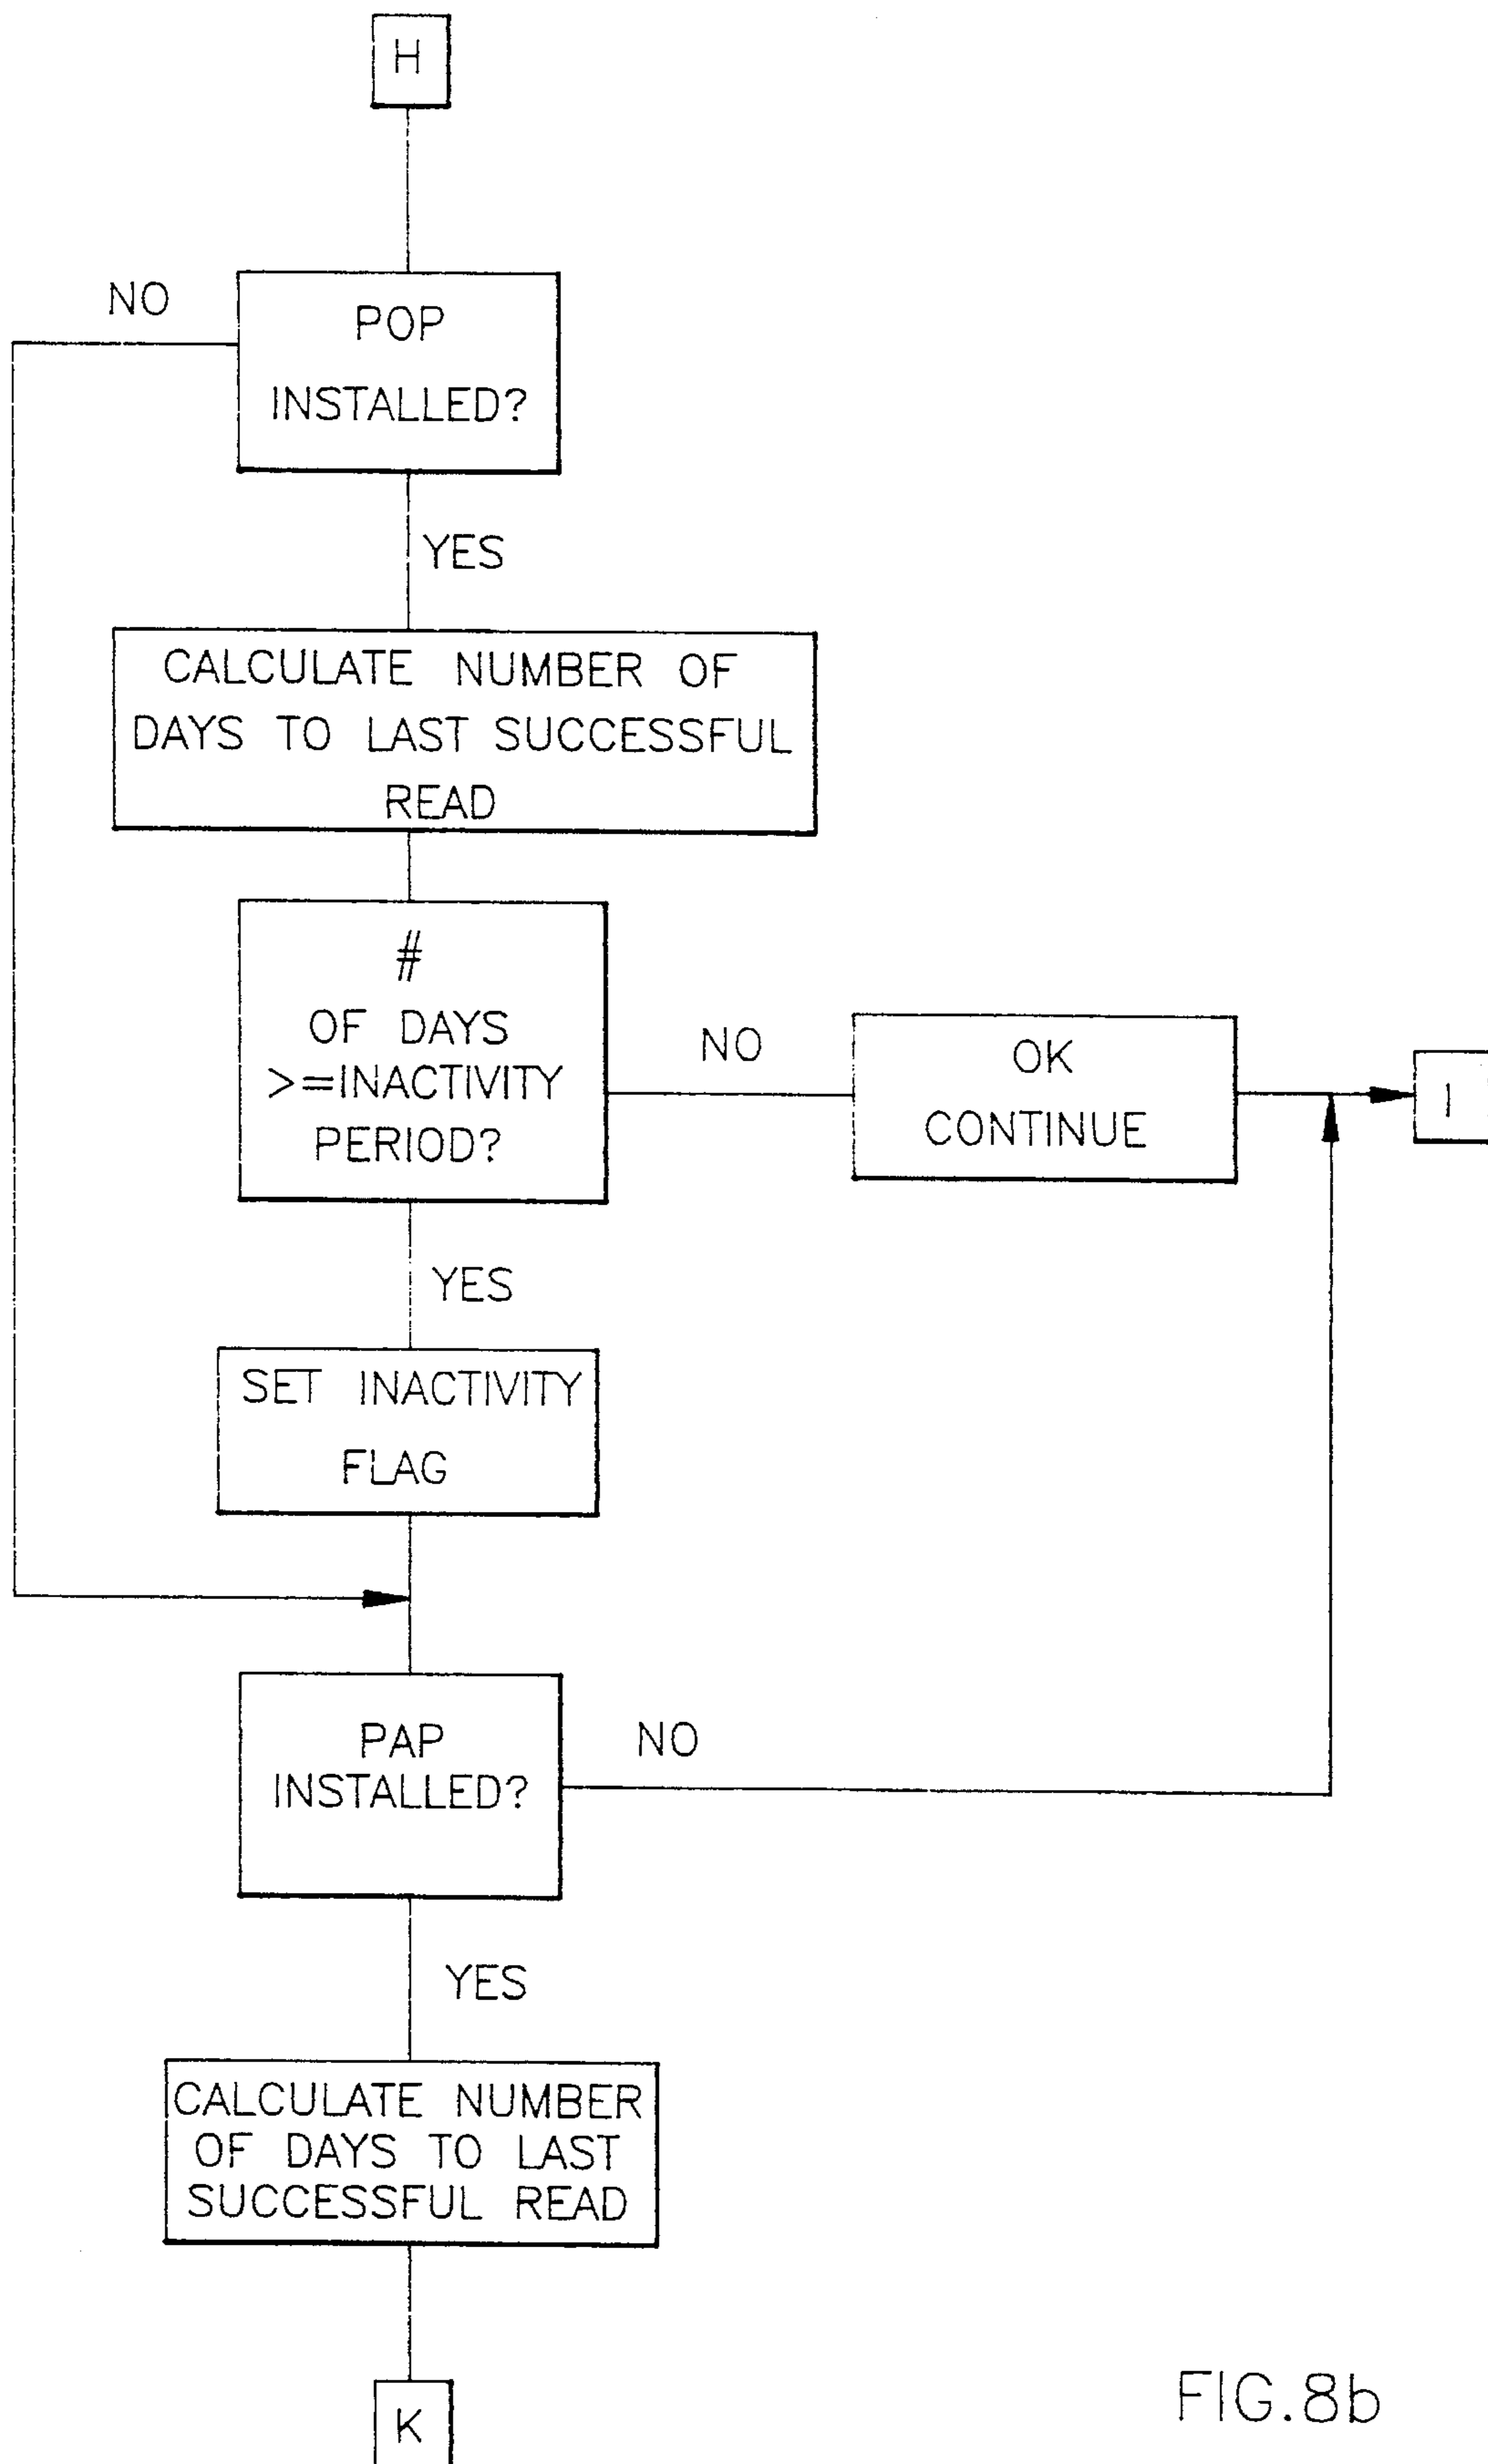 H
NO
POP
INSTALLED?
YES
CALCULATE NUMBER OF
DAYS TO LAST SUCCESSFUL
READ
#
OF DAYS
>=INACTIVITY
PERIOD?
NO
OK
CONTINUE
I
YES
SET INACTIVITY
FLAG
PAP
INSTALLED?
NO
YES
CALCULATE NUMBER
OF DAYS TO LAST
SUCCESSFUL READ
K
FIG.8b